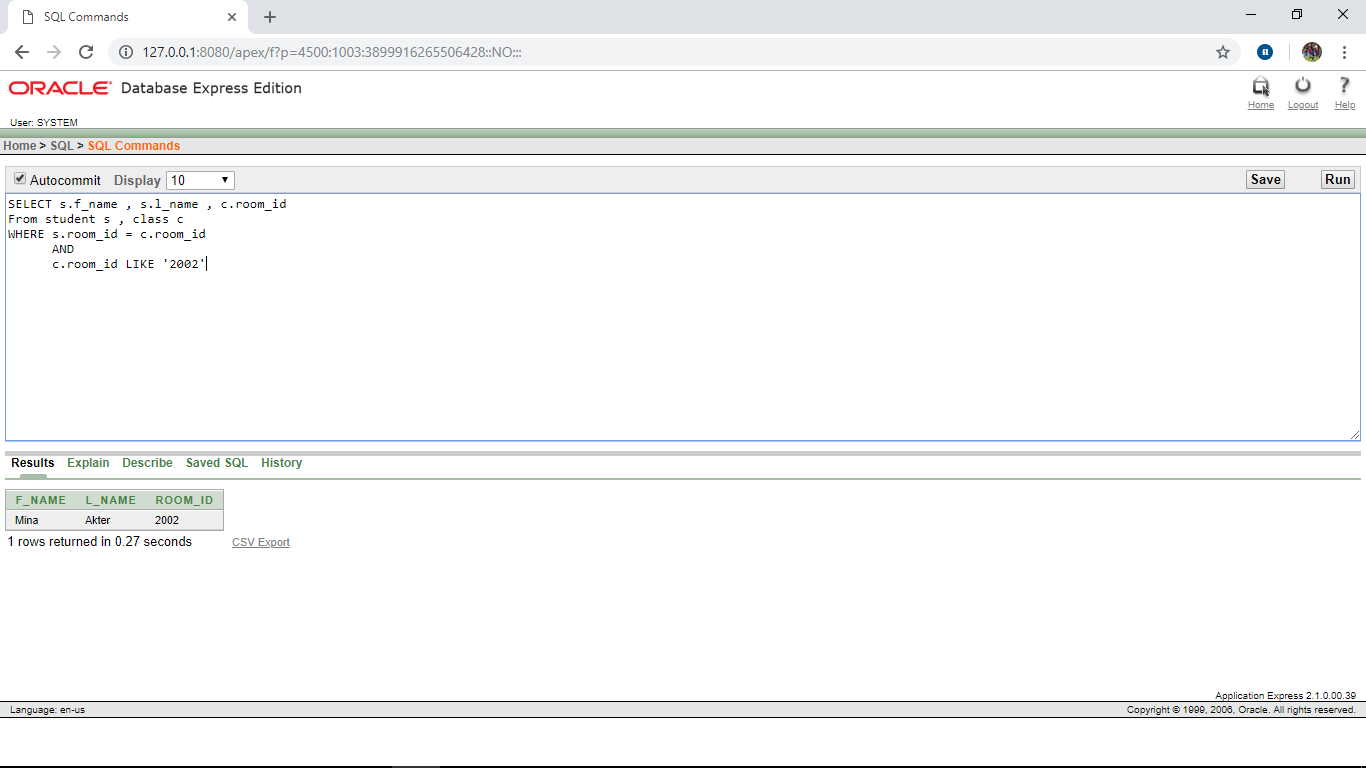 SQL Commands
127.0.0.1:8080/apex/f?p=4500:1003:3899916265506428::NO:::
ORACLE Database Express Edition
Home Logout Help
User: SYSTEM
Home > SQL > SQL Commands
Autocommit Display 10 Save Run
SELECT s.f_name , s.l_name , c.room_id
From student s , class c
WHERE s.room_id = c.room_id
AND
c.room_id LIKE '2002'
Results Explain Describe Saved SQL History
F_NAME L_NAME ROOM_ID
Mina Akter 2002
1 rows returned in 0.27 seconds CSV Export
Application Express 2.1.0.00.39
Language: en-us Copyright © 1999, 2006, Oracle. All rights reserved.